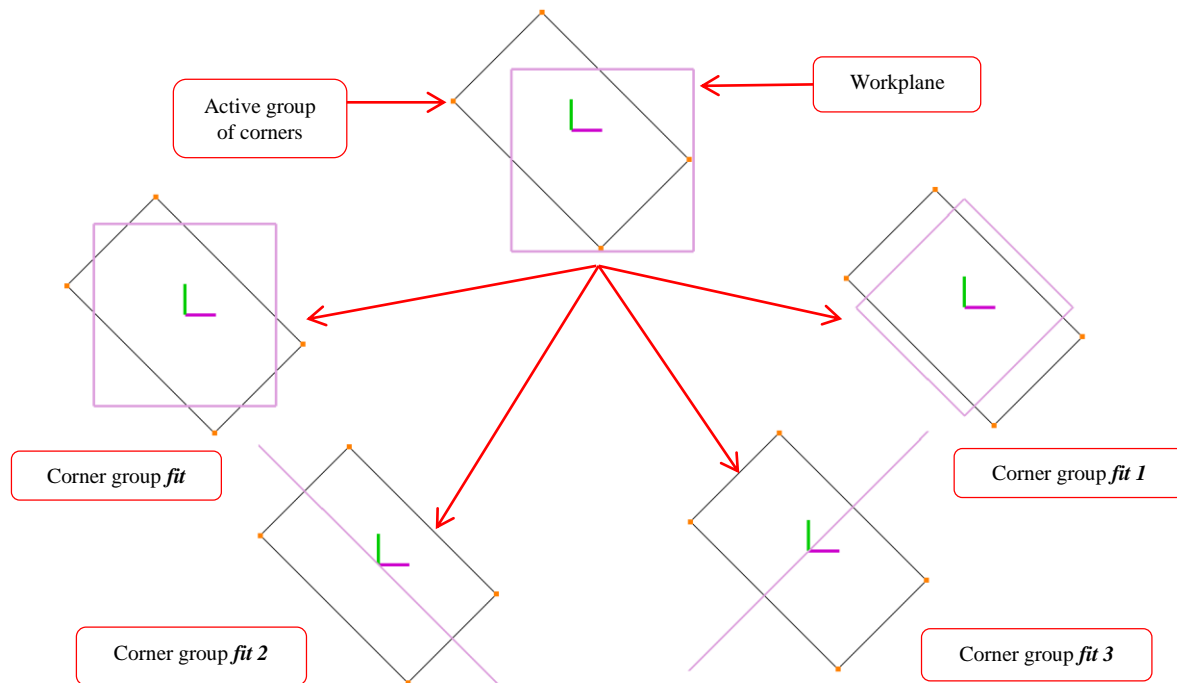 Workplane
Active group
of corners
Corner group fit
Corner group fit 1
Corner group fit 2
Corner group fit 3